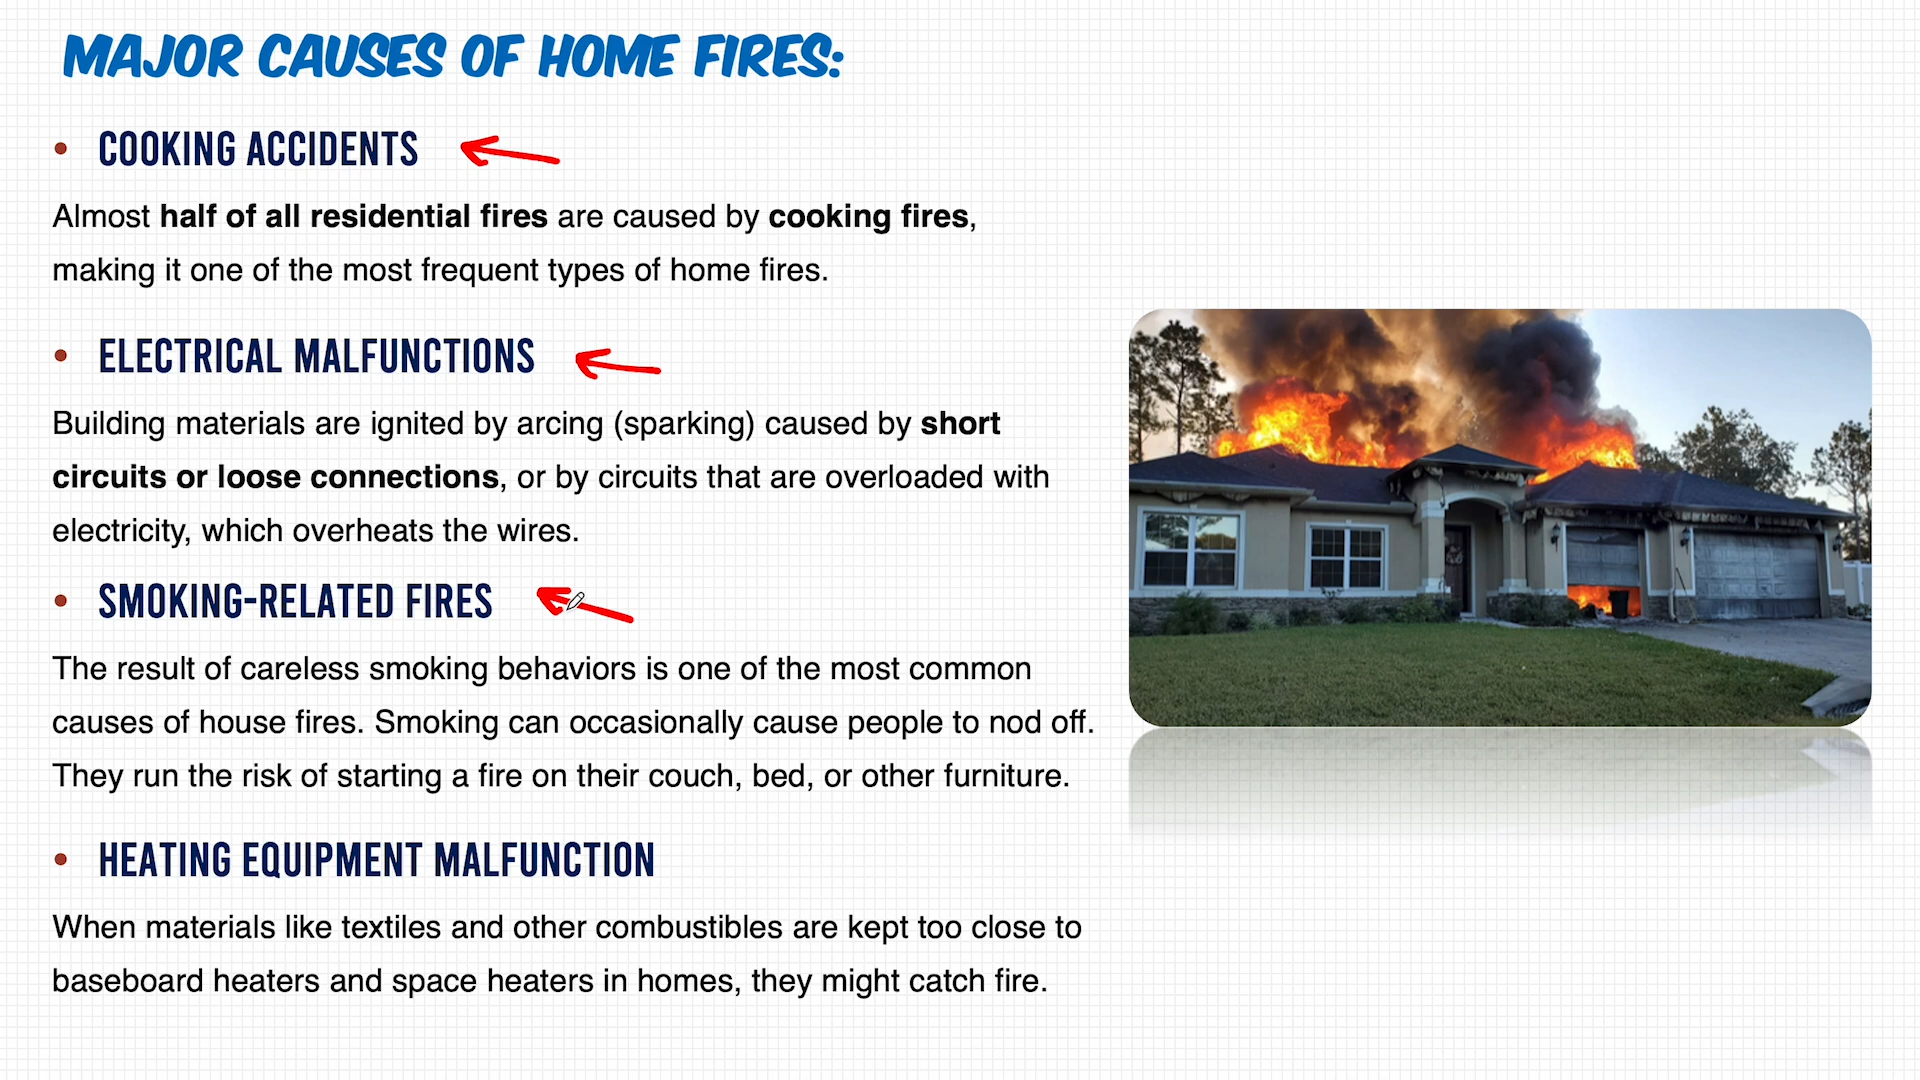 MAJOR CAUSES OF HOME FIRES:
• COOKING ACCIDENTS
Almost half of all residential fires are caused by cooking fires,
making it one of the most frequent types of home fires.
• ELECTRICAL MALFUNCTIONS
Building materials are ignited by arcing (sparking) caused by short
circuits or loose connections, or by circuits that are overloaded with
electricity, which overheats the wires.
• SMOKING-RELATED FIRES
The result of careless smoking behaviors is one of the most common
causes of house fires. Smoking can occasionally cause people to nod off.
They run the risk of starting a fire on their couch, bed, or other furniture.
• HEATING EQUIPMENT MALFUNCTION
When materials like textiles and other combustibles are kept too close to
baseboard heaters and space heaters in homes, they might catch fire.